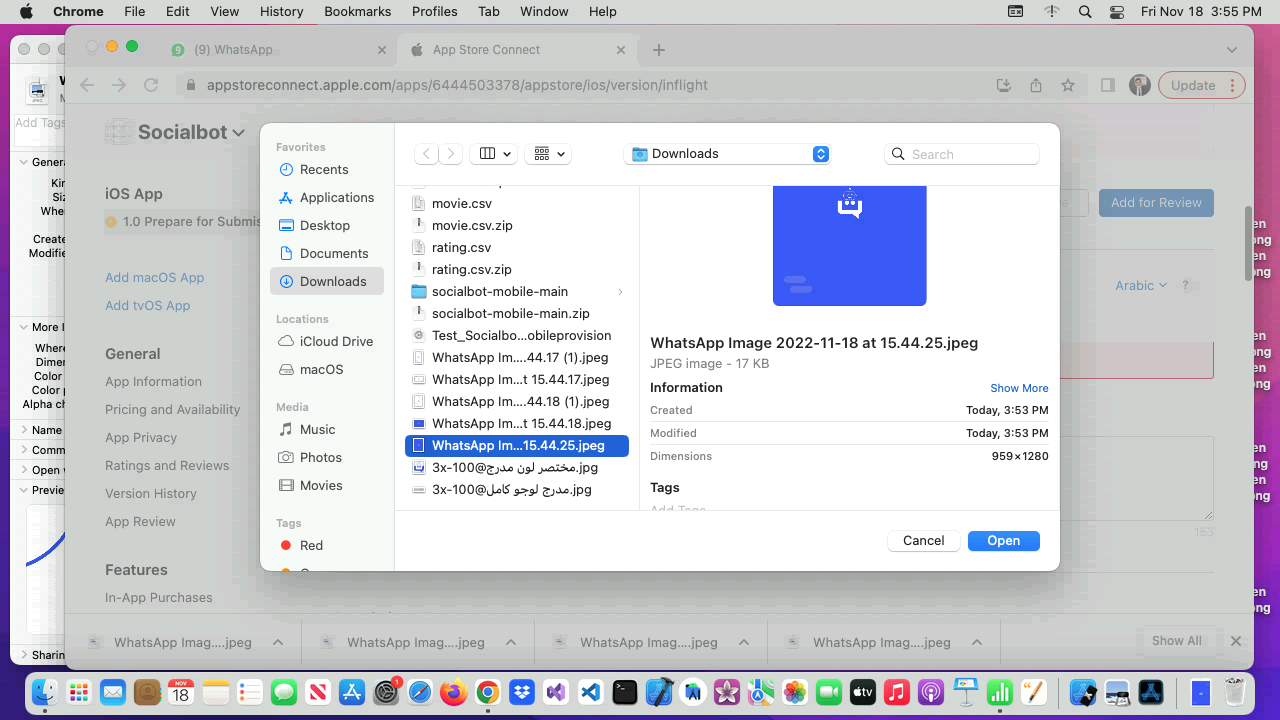 Chrome File Edit View History Bookmarks Profiles Tab Window Help Fri Nov 18 3:55 PM
(9) WhatsApp App Store Connect
appstoreconnect.apple.com/apps/6444503378/appstore/ios/version/inflight Update
Add Tags
Socialbot
iOS App
1.0 Prepare for Submis
Add macOS App
Add tvOS App
General
App Information
Pricing and Availability
App Privacy
Ratings and Reviews
Version History
App Review
Features
In-App Purchases
Add for Review
Arabic ?
153
Genera
Kin
Siz
Wher
Create
Modifie
More I
Where
Dimen
Color
Color p
Alpha ch
Name
Comm
Open w
Previe
Sharin
Favorites
Recents
Applications
Desktop
Documents
Downloads
Locations
iCloud Drive
macOS
Media
Music
Photos
Movies
Tags
Red
Downloads
Search
movie.csv
movie.csv.zip
rating.csv
rating.csv.zip
socialbot-mobile-main
socialbot-mobile-main.zip
Test_Socialbo...obileprovision
WhatsApp Im....44.17 (1).jpeg
WhatsApp Im...t 15.44.17.jpeg
WhatsApp Im....44.18 (1).jpeg
WhatsApp Im...t 15.44.18.jpeg
WhatsApp Im...15.44.25.jpeg
مختصر لون مدرج@3x-100.jpg
مدرج لوجو كامل@3x-100.jpg
WhatsApp Image 2022-11-18 at 15.44.25.jpeg
JPEG image - 17 KB
Information Show More
Created Today, 3:53 PM
Modified Today, 3:53 PM
Dimensions 959×1280
Tags
Add Tags
Cancel Open
WhatsApp Imag....jpeg WhatsApp Imag....jpeg WhatsApp Imag....jpeg WhatsApp Imag....jpeg Show All
NOV
18
1